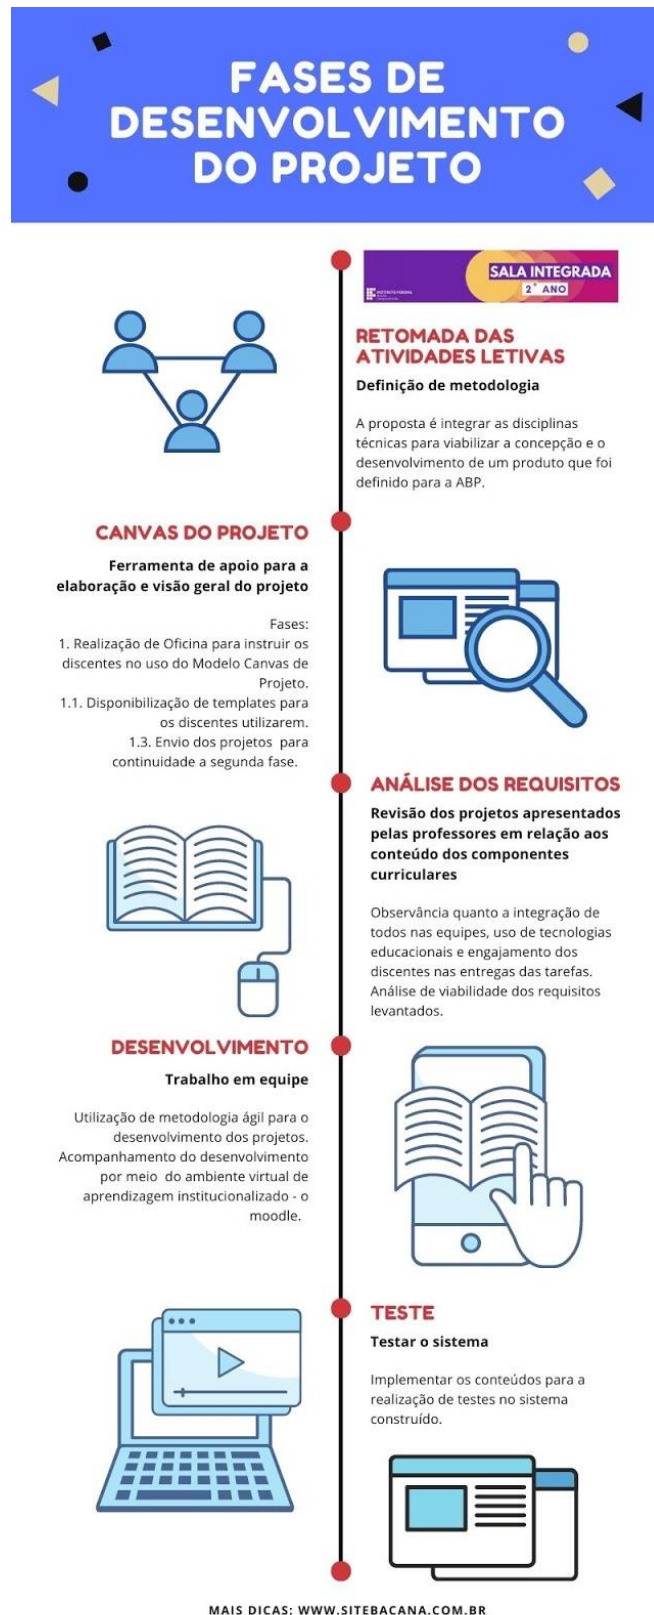 FASES DE
DESENVOLVIMENTO
DO PROJETO
SALA INTEGRADA
2° ANO
INSTITUTO FEDERAL
RETOMADA DAS
ATIVIDADES LETIVAS
Definição de metodologia
A proposta é integrar as disciplinas
técnicas para viabilizar a concepção e o
desenvolvimento de um produto que foi
definido para a ABP.
CANVAS DO PROJETO
Ferramenta de apoio para a
elaboração e visão geral do projeto
Fases:
1. Realização de Oficina para instruir os
discentes no uso do Modelo Canvas de
Projeto.
1.1. Disponibilização de templates para
os discentes utilizarem.
1.3. Envio dos projetos para
continuidade a segunda fase.
ANÁLISE DOS REQUISITOS
Revisão dos projetos apresentados
pelas professores em relação aos
conteúdo dos componentes
curriculares
Observância quanto a integração de
todos nas equipes, uso de tecnologias
educacionais e engajamento dos
discentes nas entregas das tarefas.
Análise de viabilidade dos requisitos
levantados.
DESENVOLVIMENTO
Trabalho em equipe
Utilização de metodologia ágil para o
desenvolvimento dos projetos.
Acompanhamento do desenvolvimento
por meio do ambiente virtual de
aprendizagem institucionalizado - o
moodle.
TESTE
Testar o sistema
Implementar os conteúdos para a
realização de testes no sistema
construído.
MAIS DICAS: WWW.SITEBACANA.COM.BR